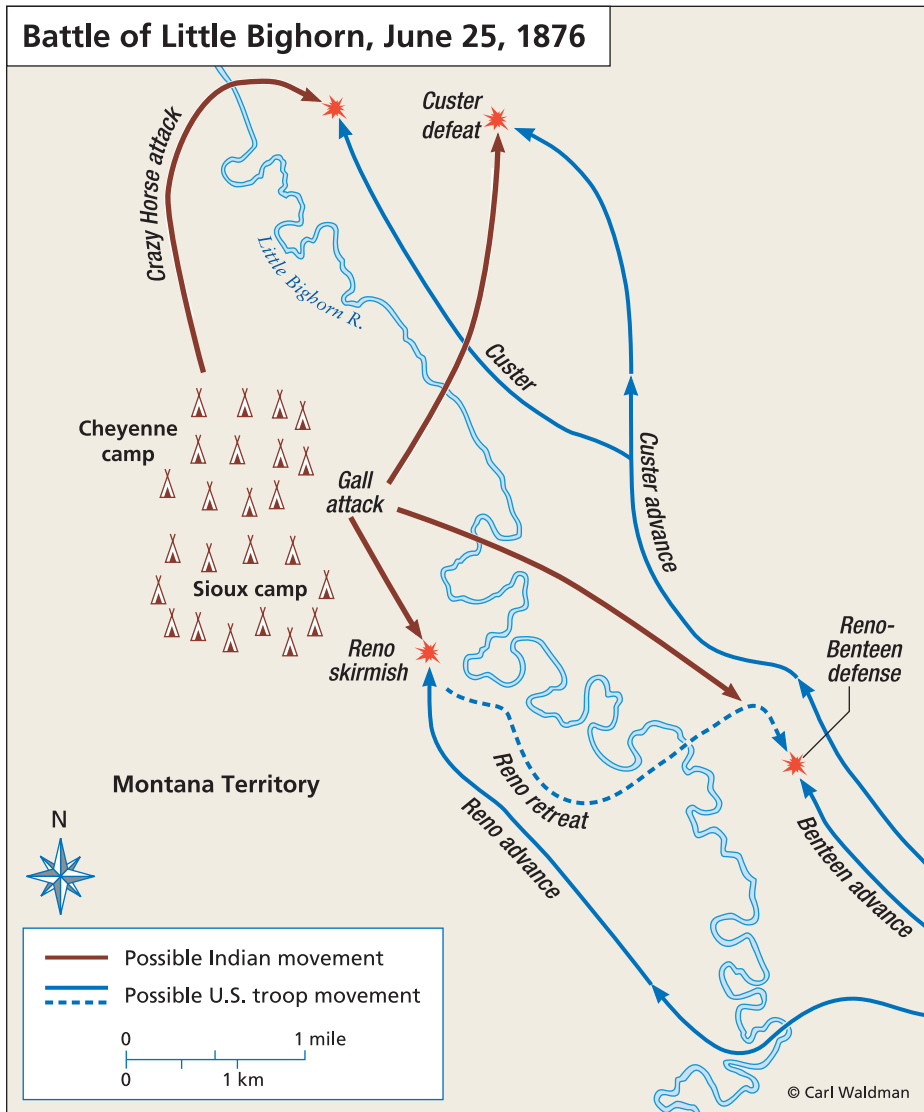 Battle of Little Bighorn, June 25, 1876
Crazy Horse attack
Custer
defeat
Little Bighorn R.
Custer
Cheyenne
camp
Gall
attack
Custer advance
Sioux camp
Reno
skirmish
Reno-
Benteen
defense
Montana Territory
Reno retreat
Reno advance
Benteen advance
N
Possible Indian movement
Possible U.S. troop movement
0 1 mile
0 1 km
© Carl Waldman